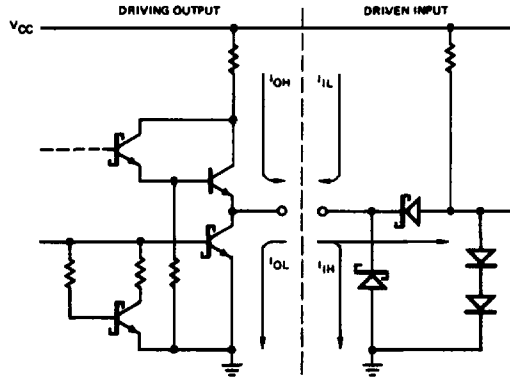 DRIVING OUTPUT
DRIVEN INPUT
VCC
IOH
IIL
IOL
IIH